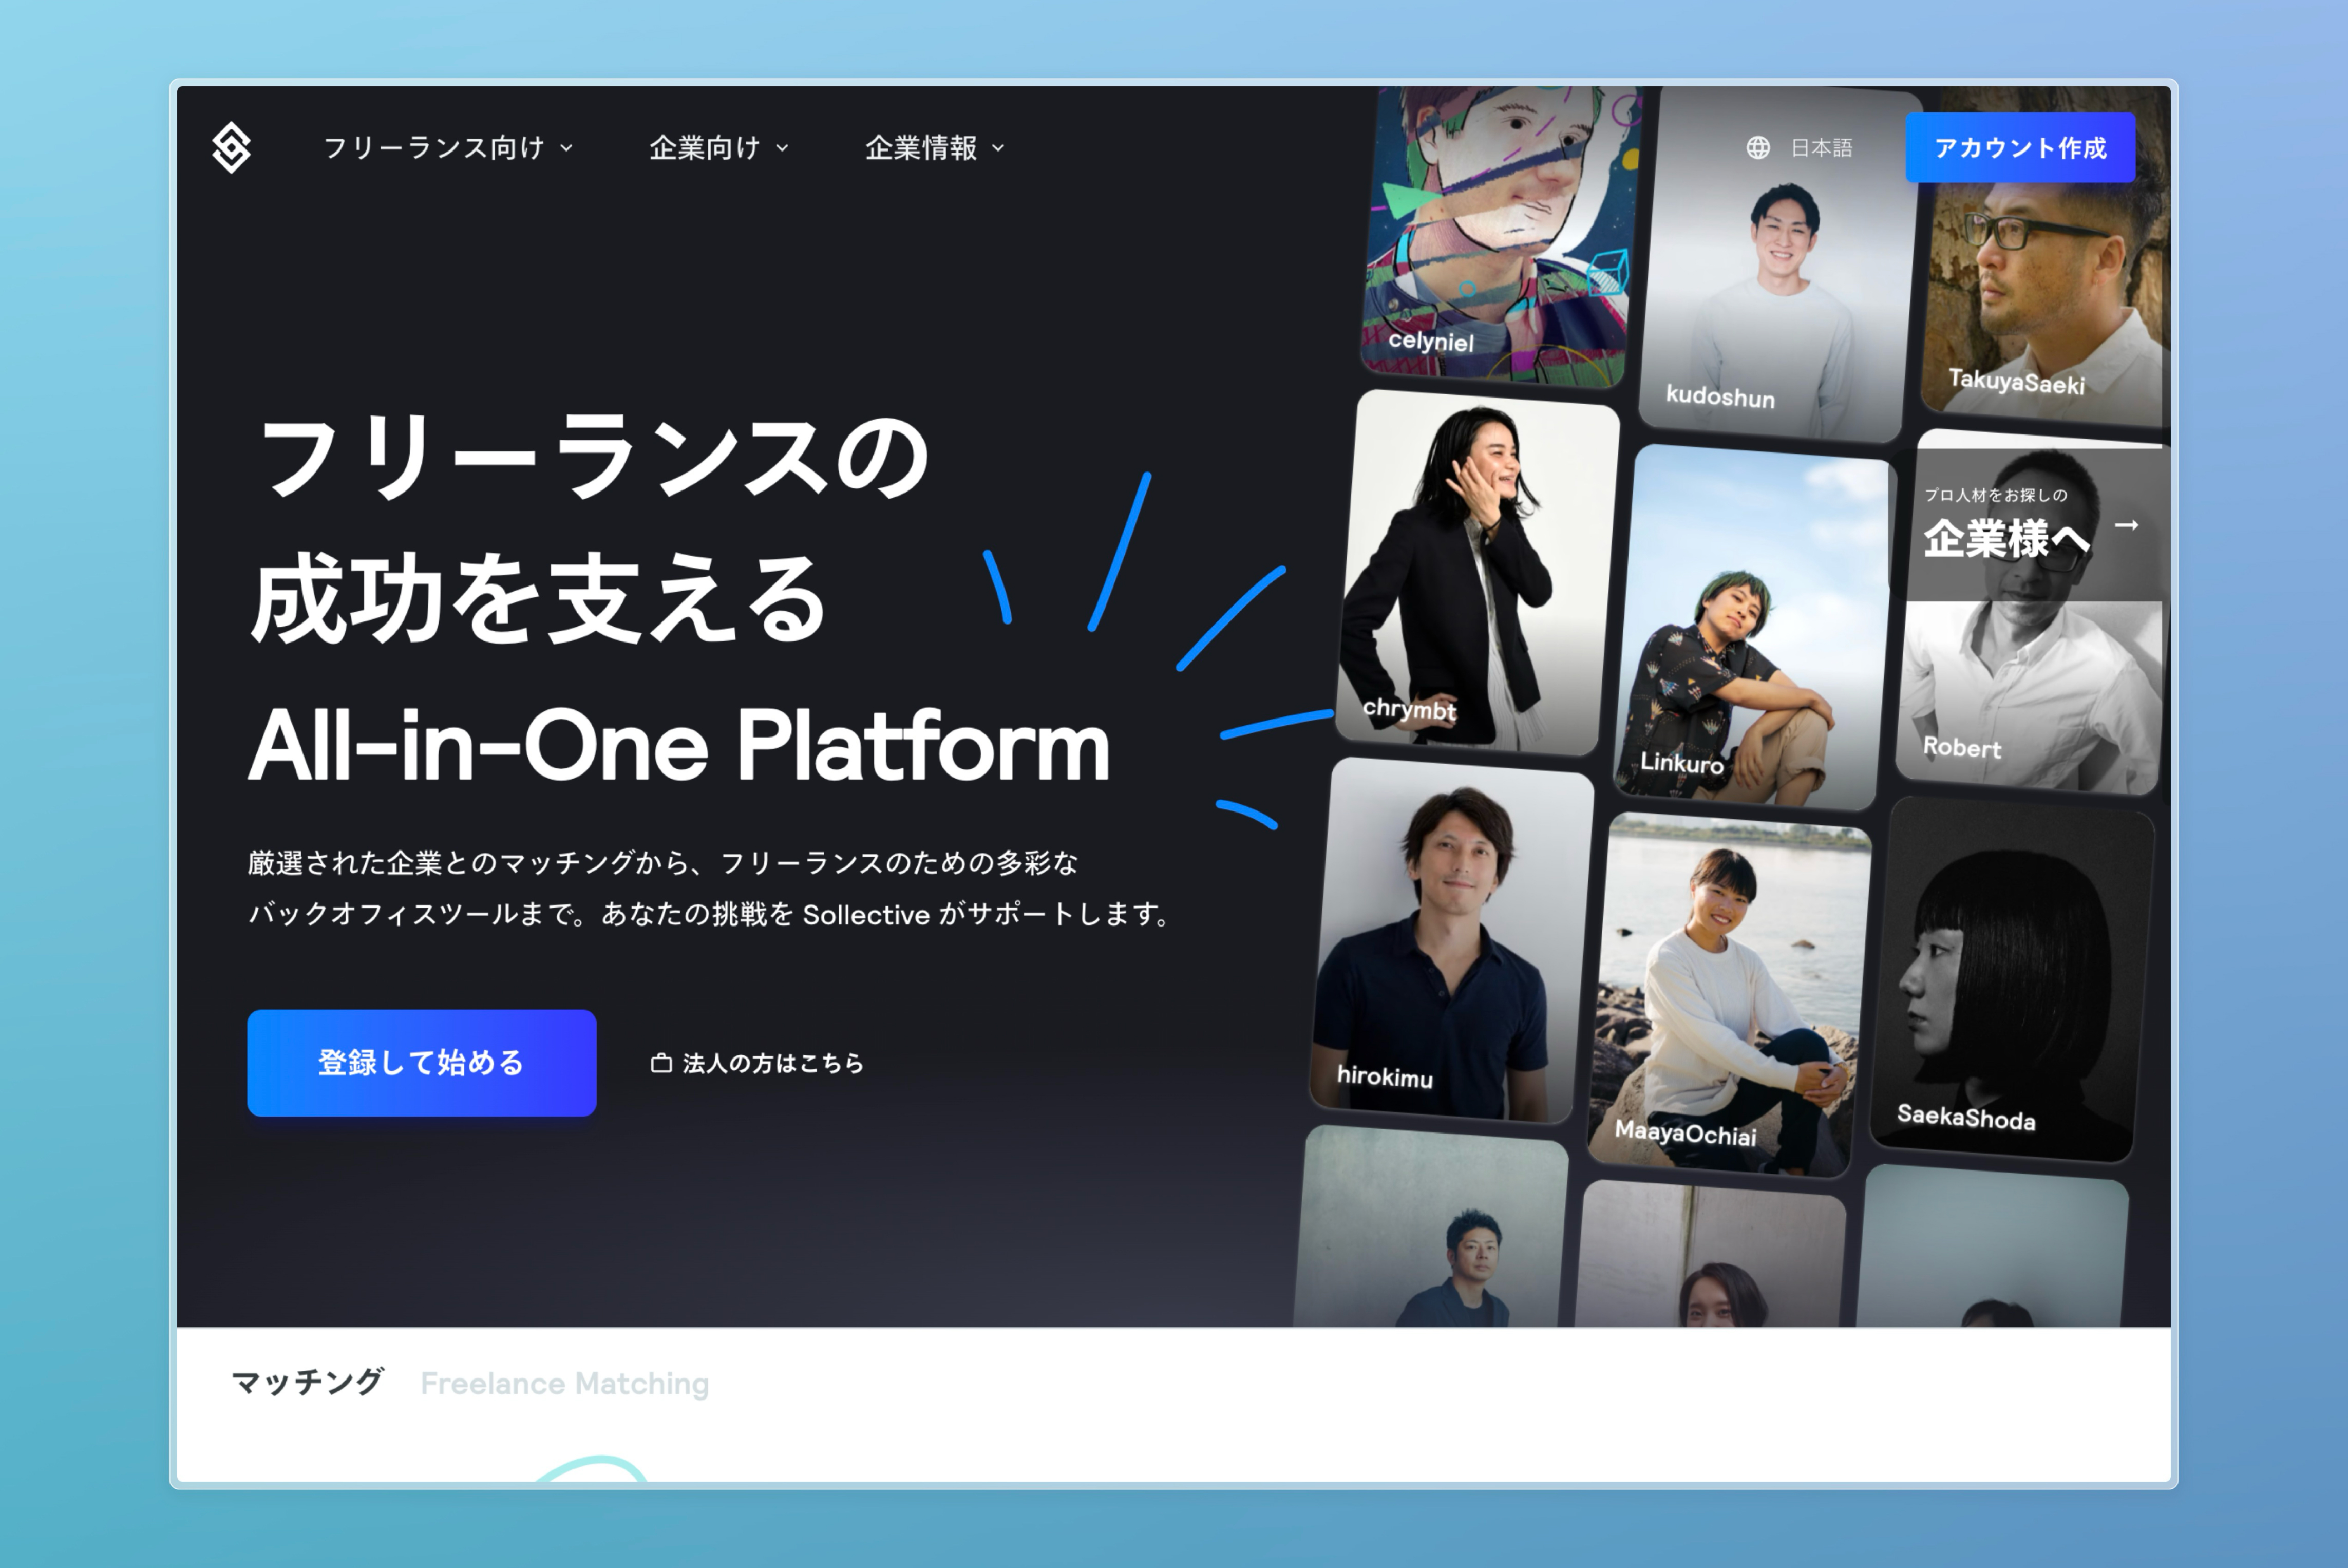 フリーランス向け
企業向け
企業情報
日本語
アカウント作成
フリーランスの
成功を支える
All-in-One Platform
厳選された企業とのマッチングから、フリーランスのための多彩な
バックオフィスツールまで。あなたの挑戦を Sollective がサポートします。
登録して始める
法人の方はこちら
celyniel
kudoshun
TakuyaSaeki
プロ人材をお探しの
企業様へ →
chrymbt
Linkuro
Robert
hirokimu
MaayaOchiai
SaekaShoda
マッチング Freelance Matching